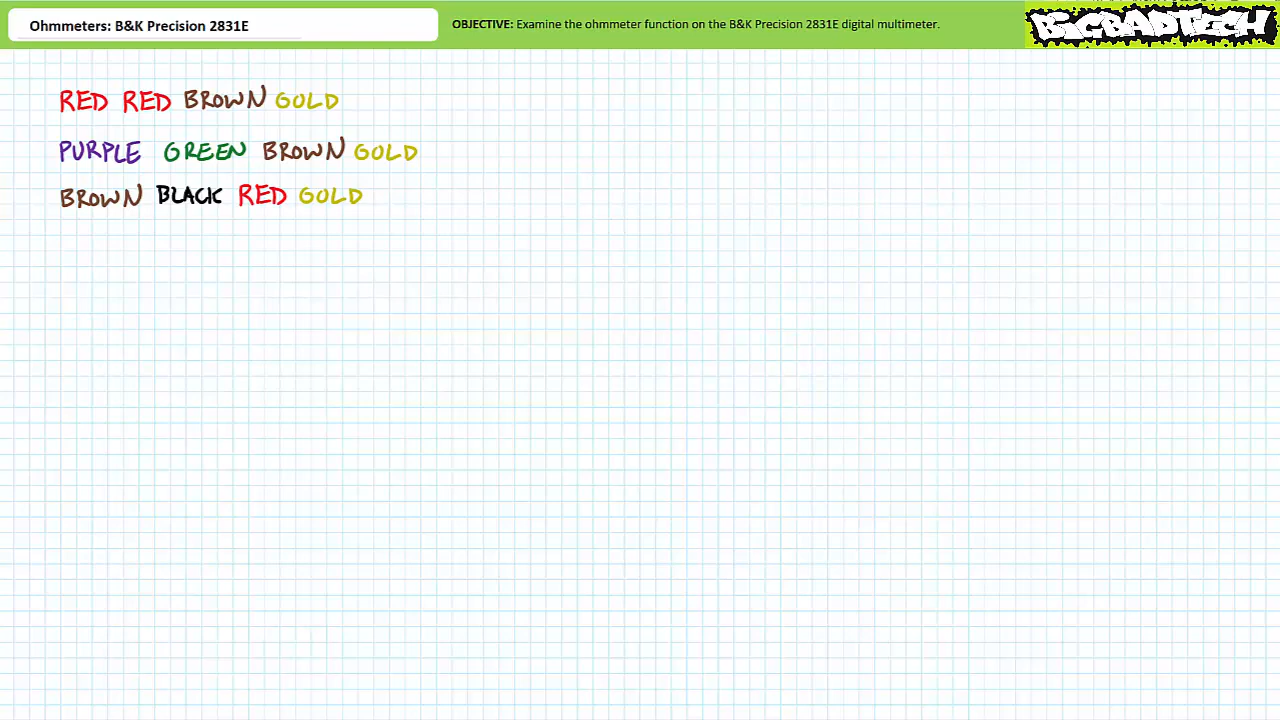 Ohmmeters: B&K Precision 2831E
OBJECTIVE: Examine the ohmmeter function on the B&K Precision 2831E digital multimeter.
BIGBADTECH
RED RED BROWN GOLD
PURPLE GREEN BROWN GOLD
BROWN BLACK RED GOLD